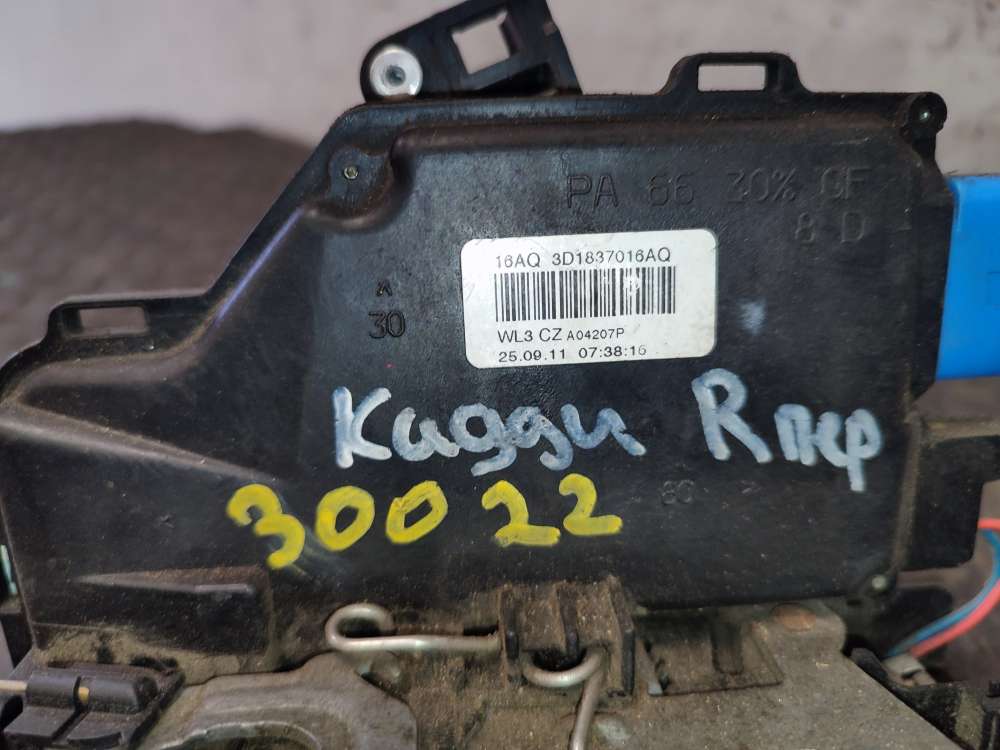 PA 66 30% GF
8 D
16AQ 3D1837016AQ
30
WL3 CZ A04207P
25.09.11 07:38:16
Кадди R пер
30022